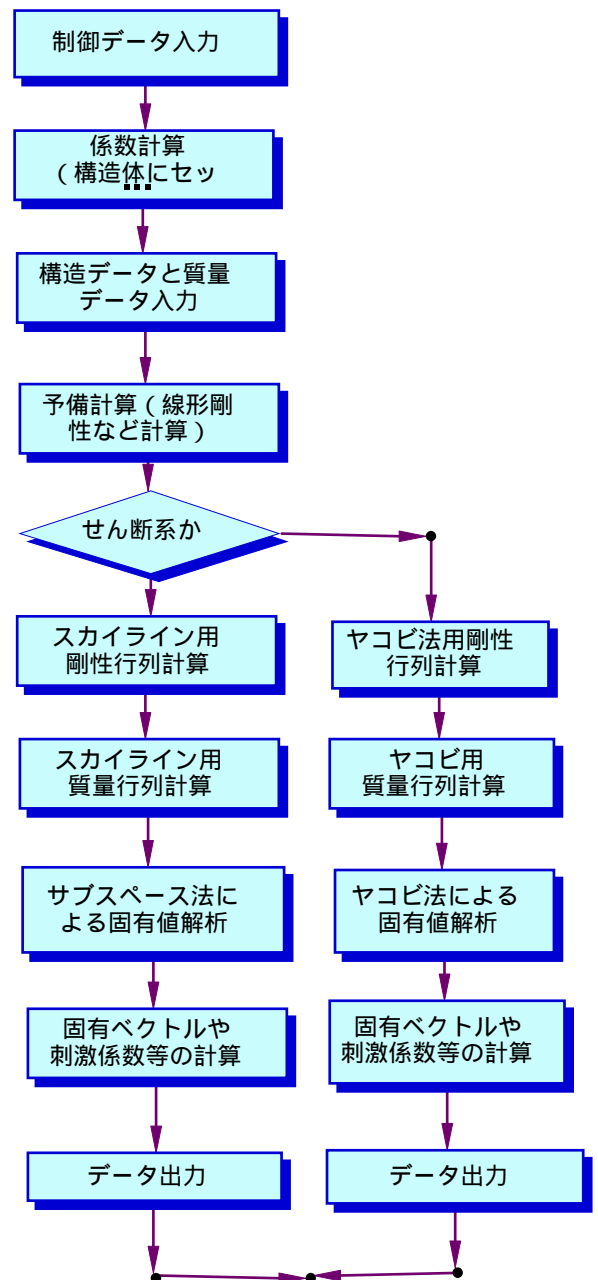 制御データ入力
係数計算
(構造体にセッ
構造データと質量
データ入力
予備計算(線形剛
性など計算)
せん断系か
スカイライン用
剛性行列計算
ヤコビ法用剛性
行列計算
スカイライン用
質量行列計算
ヤコビ用
質量行列計算
サブスペース法に
よる固有値解析
ヤコビ法による
固有値解析
固有ベクトルや
刺激係数等の計算
固有ベクトルや
刺激係数等の計算
データ出力
データ出力